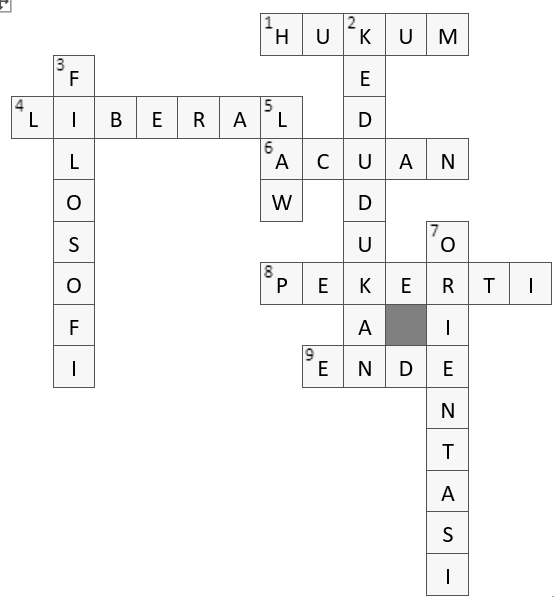 1 H U 2 K U M
3 F E
4 L I B E R A 5 L D
L 6 A C U A N
O W D
S U 7 O
O 8 P E K E R T I
F A I
I 9 E N D E
N
T
A
S
I